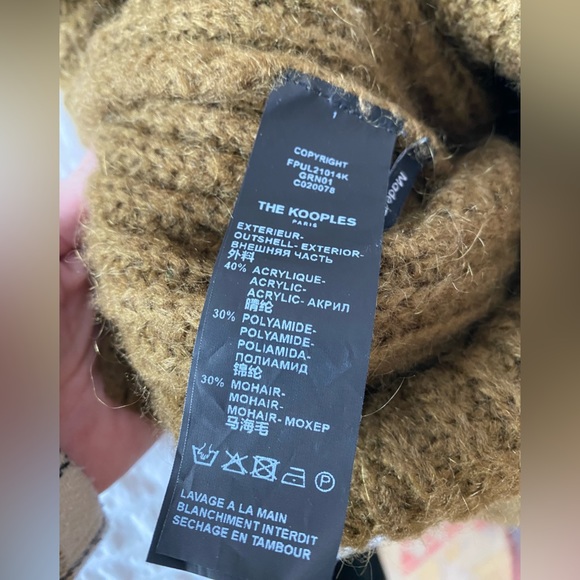 COPYRIGHT
FPUL21014K
GRN01
C020078
THE KOOPLES
PARIS
EXTERIEUR-
OUTSHELL- EXTERIOR-
ВНЕШНЯЯ ЧАСТЬ
外料
40% ACRYLIQUE-
ACRYLIC-
ACRYLIC- АКРИЛ
晴纶
30% POLYAMIDE-
POLYAMIDE-
POLIAMIDA-
ПОЛИАМИД
锦纶
30% MOHAIR-
MOHAIR-
MOHAIR- МОХЕР
马海毛
P
LAVAGE A LA MAIN
BLANCHIMENT INTERDIT
SECHAGE EN TAMBOUR
Made